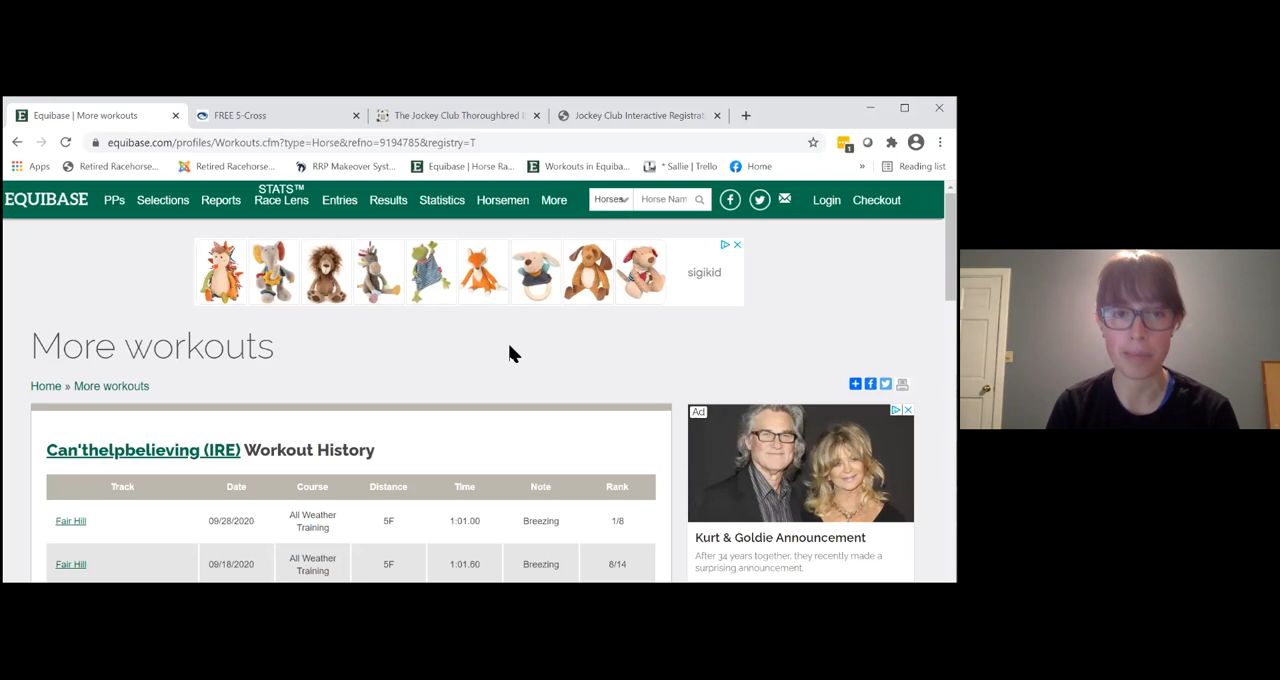 Equibase | More workouts
FREE 5-Cross
The Jockey Club Thoroughbred
Jockey Club Interactive Registrat
equibase.com/profiles/Workouts.cfm?type=Horse&refno=9194785&registry=T
1
Apps
Retired Racehorse...
Retired Racehorse...
RRP Makeover Syst...
Equibase | Horse Ra...
Workouts in Equiba...
* Sallie | Trello
Home
»
Reading list
EQUIBASE
PPs
Selections
Reports
STATS™
Race Lens
Entries
Results
Statistics
Horsemen
More
Horses
Horse Nam
Login
Checkout
sigikid
More workouts
Home » More workouts
Can'thelpbelieving (IRE) Workout History
Track Date Course Distance Time Note Rank
Fair Hill 09/28/2020 All Weather Training 5F 1:01.00 Breezing 1/8
Fair Hill 09/18/2020 All Weather Training 5F 1:01.60 Breezing 8/14
Ad
Kurt & Goldie Announcement
After 34 years together, they recently made a
surprising announcement.